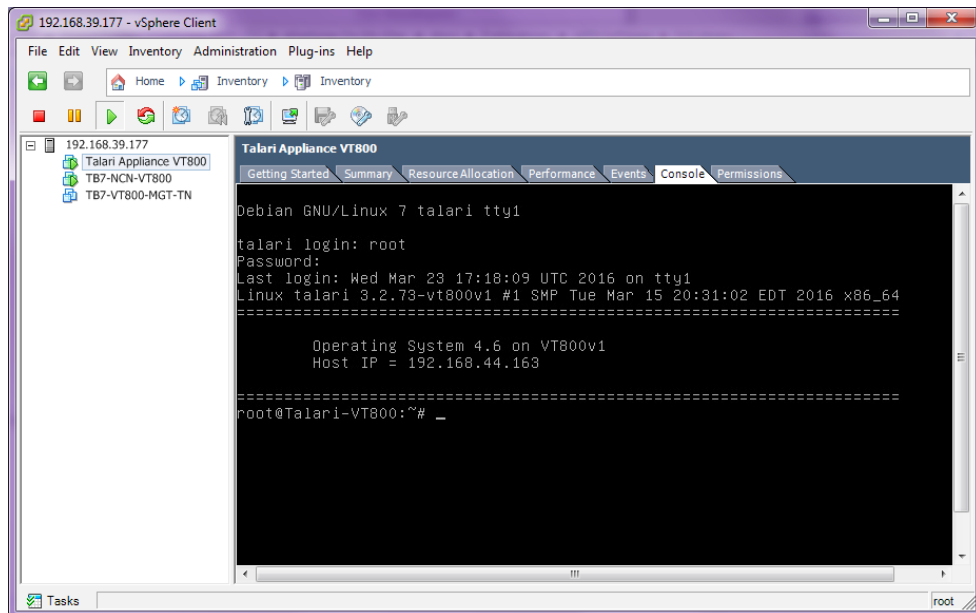 192.168.39.177 - vSphere Client
File Edit View Inventory Administration Plug-ins Help
Home Inventory Inventory
192.168.39.177
Talari Appliance VT800
TB7-NCN-VT800
TB7-VT800-MGT-TN
Talari Appliance VT800
Getting Started Summary Resource Allocation Performance Events Console Permissions
Debian GNU/Linux 7 talari tty1
talari login: root
Password:
Last login: Wed Mar 23 17:18:09 UTC 2016 on tty1
Linux talari 3.2.73-vt800v1 #1 SMP Tue Mar 15 20:31:02 EDT 2016 x86_64
======================================================================
Operating System 4.6 on VT800v1
Host IP = 192.168.44.163
======================================================================
root@Talari-VT800:~# _
Tasks
root